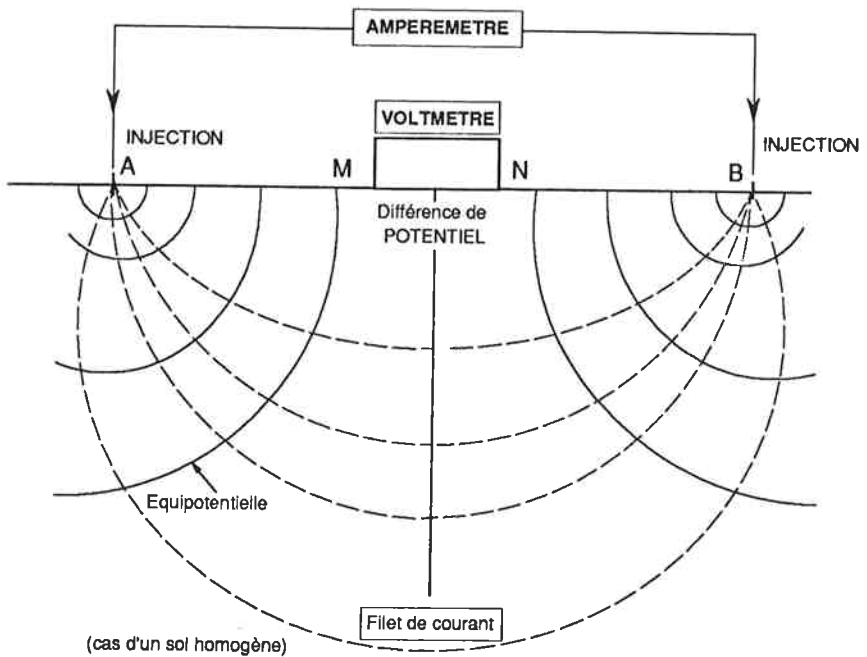 AMPEREMETRE
VOLTMETRE
INJECTION
INJECTION
A
M
N
B
Différence de
POTENTIEL
Equipotentielle
Filet de courant
(cas d'un sol homogène)